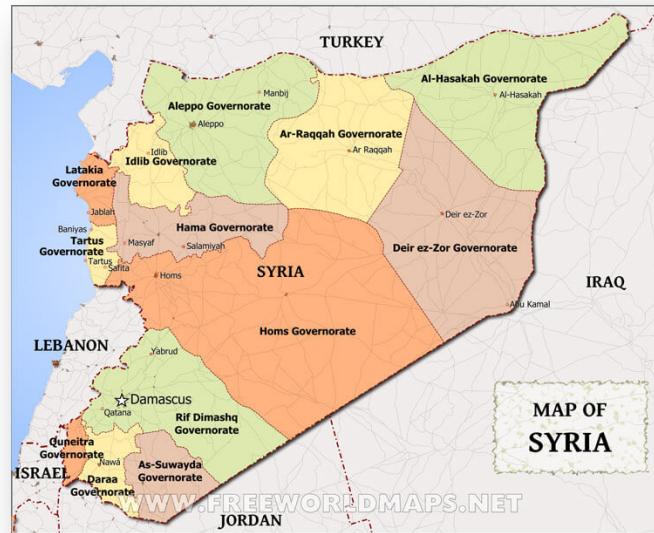 TURKEY
Al-Hasakah Governorate
Al-Hasakah
Manbij
Aleppo Governorate
Aleppo
Ar-Raqqah Governorate
Ar Raqqah
Idlib
Idlib Governorate
Latakia
Governorate
Jablah
Baniyas
Tartus
Governorate
Tartus
Safita
Hama Governorate
Masyaf
Salamiyah
Deir ez-Zor
Deir ez-Zor Governorate
SYRIA
Homs
IRAQ
Abu Kamal
Homs Governorate
LEBANON
Yabrud
Damascus
Qatana
Rif Dimashq
Governorate
Quneitra
Governorate
ISRAEL
Nawá
Daraa
Governorate
As-Suwayda
Governorate
JORDAN
MAP OF
SYRIA
WWW.FREEWORLDMAPS.NET